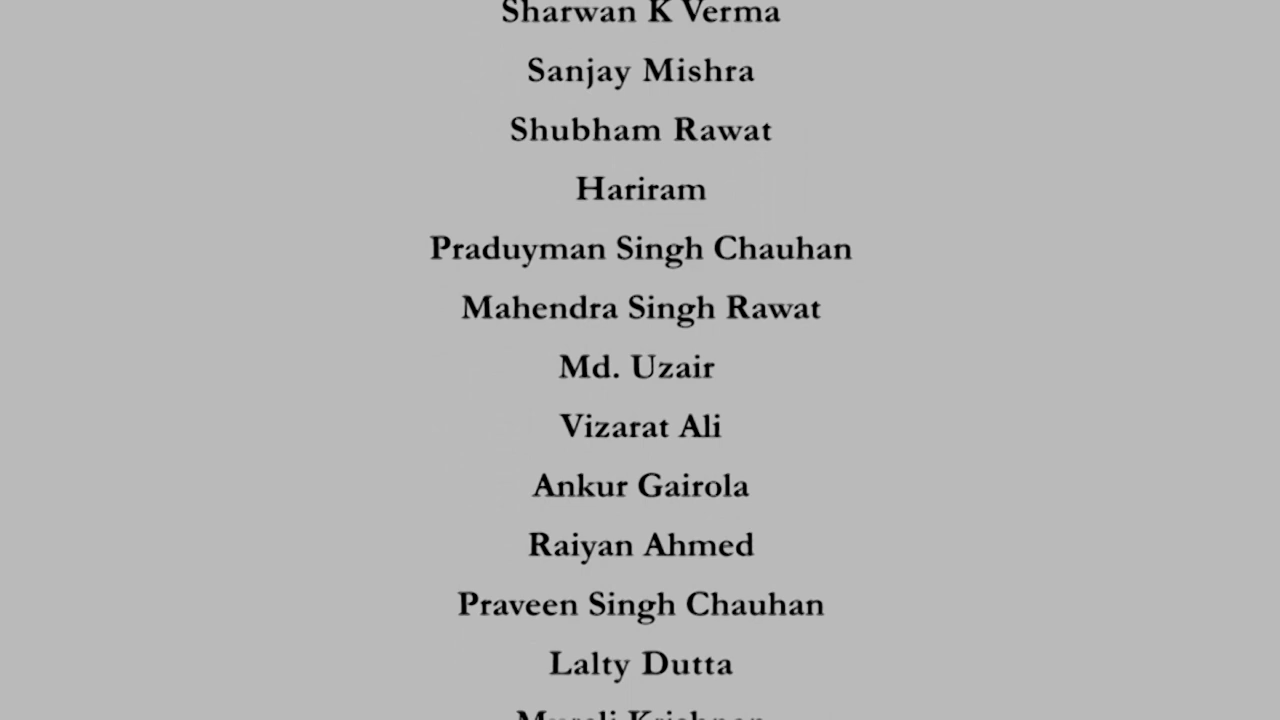 Sharwan K Verma
Sanjay Mishra
Shubham Rawat
Hariram
Praduyman Singh Chauhan
Mahendra Singh Rawat
Md. Uzair
Vizarat Ali
Ankur Gairola
Raiyan Ahmed
Praveen Singh Chauhan
Lalty Dutta